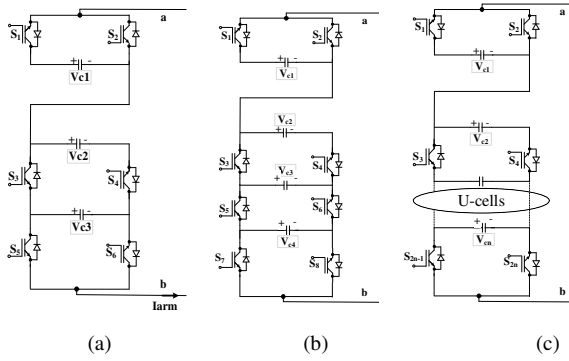 a
S1
S2
+ -
Vc1
+ -
Vc2
S3
S4
+ -
Vc3
S5
S6
b
Iarm
(a)
a
S1
S2
+ -
Vc1
Vc2
+ -
S3
S4
Vc3
+ -
S5
S6
+ -
Vc4
S7
S8
b
(b)
a
S1
S2
+ -
Vc1
+ -
Vc2
S3
S4
U-cells
+ -
Vcn
S2n-1
S2n
b
(c)